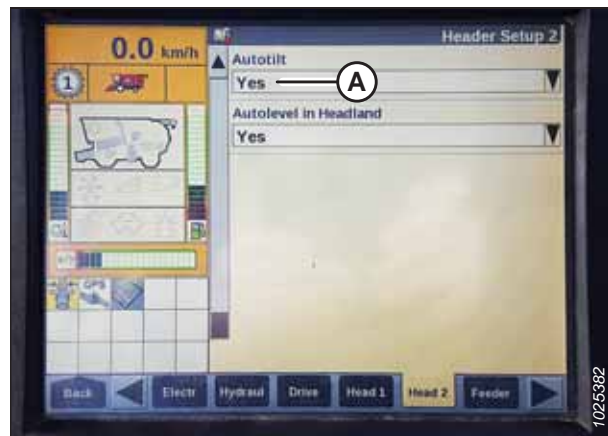 Header Setup 2
0.0 km/h
1
Autotilt
Yes
A
Autolevel in Headland
Yes
Back
Electr
Hydraul
Drive
Head 1
Head 2
Feeder
1025382